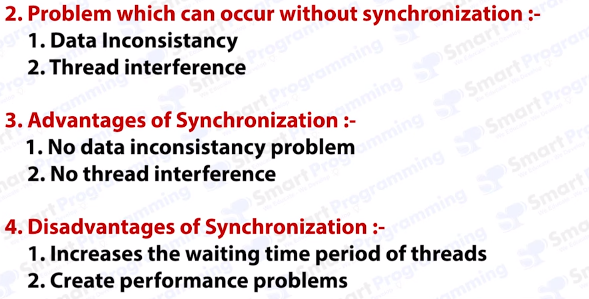 2. Problem which can occur without synchronization :-
1. Data Inconsistancy
2. Thread interference
3. Advantages of Synchronization :-
1. No data inconsistancy problem
2. No thread interference
4. Disadvantages of Synchronization :-
1. Increases the waiting time period of threads
2. Create performance problems
Smart Programming